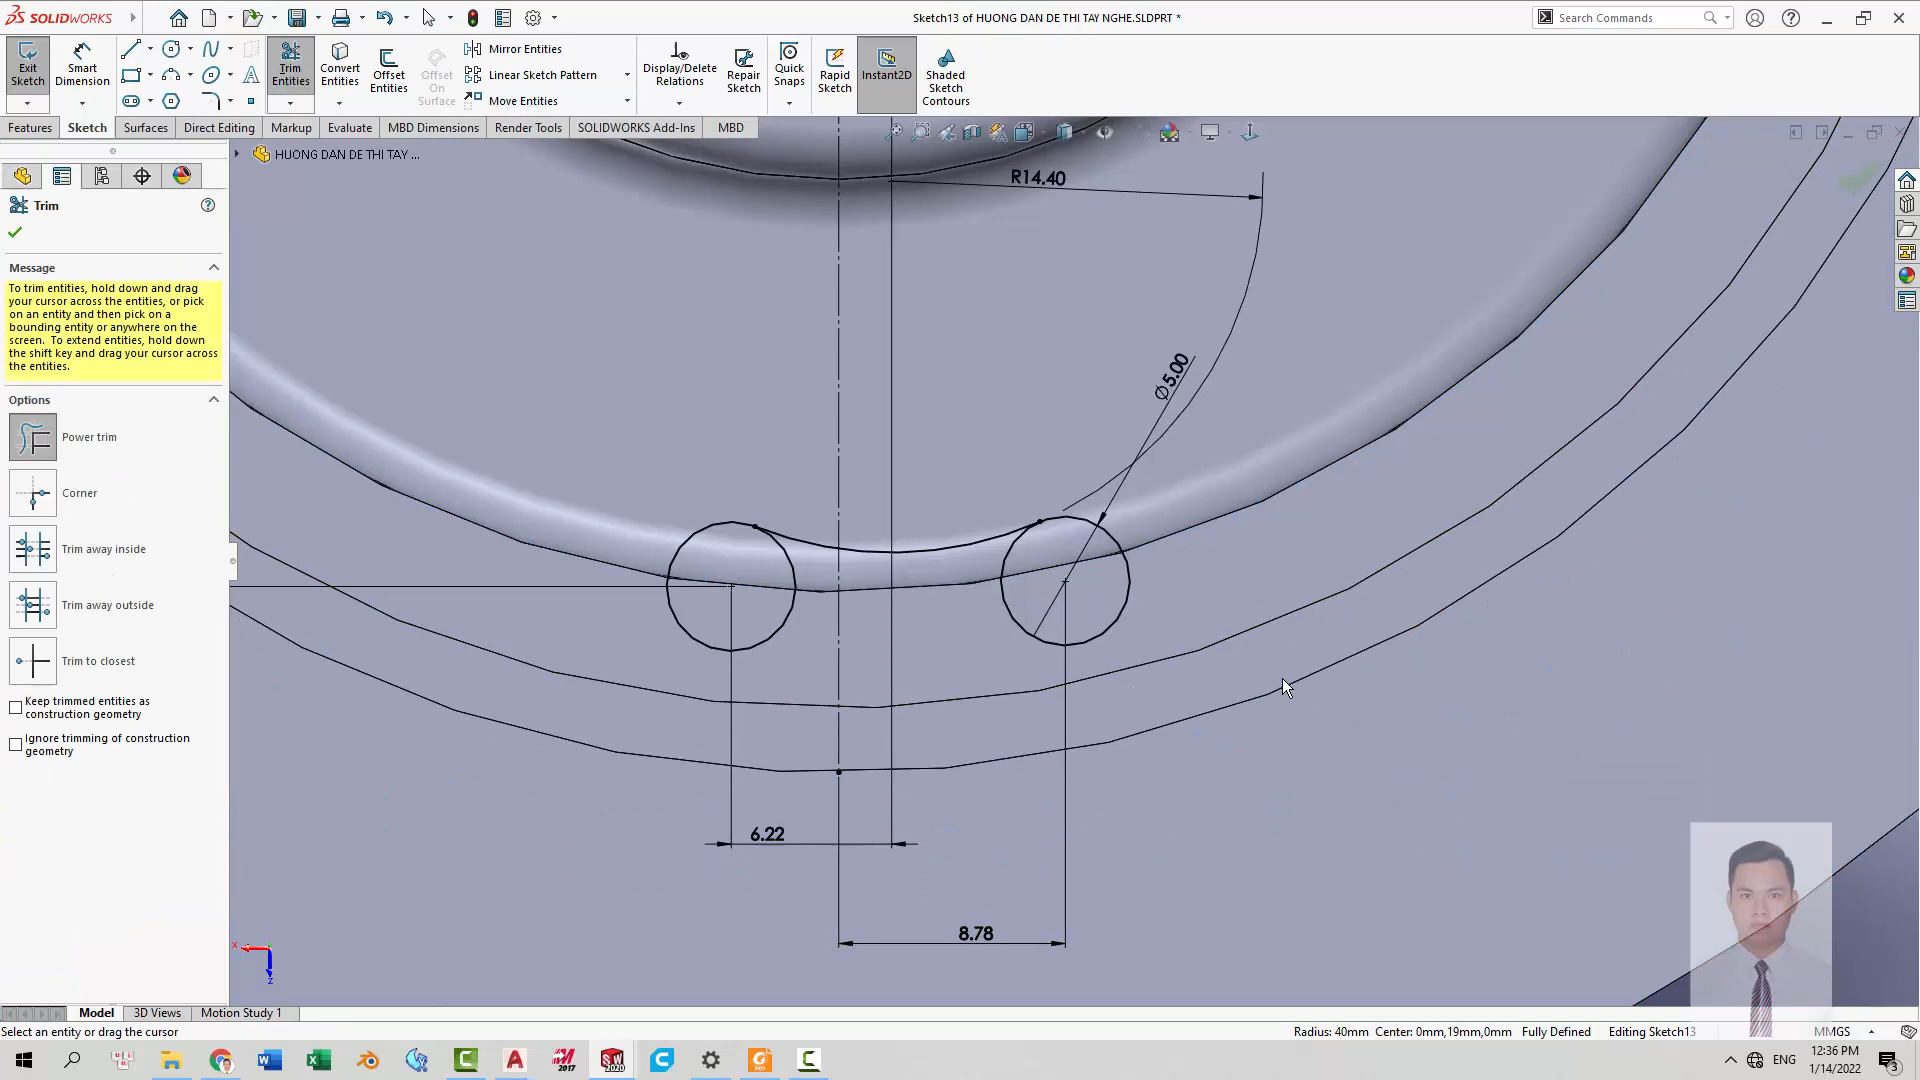 SOLIDWORKS
Sketch13 of HUONG DAN DE THI TAY NGHE.SLDPRT *
Search Commands
Exit Sketch
Smart Dimension
Trim Entities
Convert Entities
Offset Entities
Offset On Surface
Mirror Entities
Linear Sketch Pattern
Move Entities
Display/Delete Relations
Repair Sketch
Quick Snaps
Rapid Sketch
Instant2D
Shaded Sketch Contours
Features
Sketch
Surfaces
Direct Editing
Markup
Evaluate
MBD Dimensions
Render Tools
SOLIDWORKS Add-Ins
MBD
HUONG DAN DE THI TAY ...
Trim
Message
To trim entities, hold down and drag
your cursor across the entities, or pick
on an entity and then pick on a
bounding entity or anywhere on the
screen. To extend entities, hold down
the shift key and drag your cursor across
the entities.
Options
Power trim
Corner
Trim away inside
Trim away outside
Trim to closest
Keep trimmed entities as
construction geometry
Ignore trimming of construction
geometry
R14.40
∅5.00
6.22
8.78
x
z
Model
3D Views
Motion Study 1
Select an entity or drag the cursor
Radius: 40mm Center: 0mm,19mm,0mm
Fully Defined
Editing Sketch13
MMGS
ENG
12:36 PM
1/14/2022
3
2017
2020